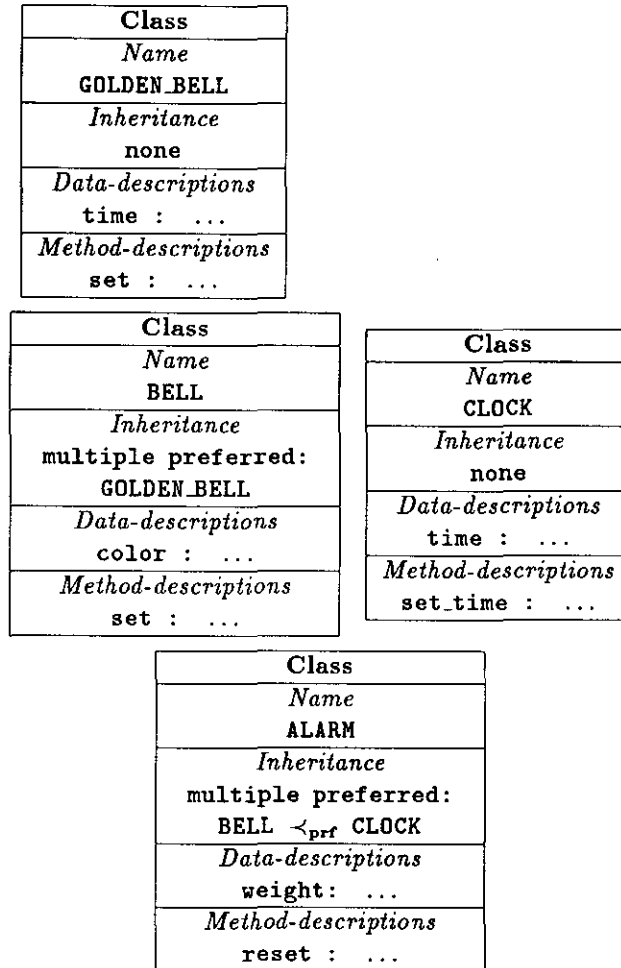 Class
Name
GOLDEN_BELL
Inheritance
none
Data-descriptions
time : ...
Method-descriptions
set : ...
Class
Name
BELL
Inheritance
multiple preferred:
GOLDEN_BELL
Data-descriptions
color : ...
Method-descriptions
set : ...
Class
Name
CLOCK
Inheritance
none
Data-descriptions
time : ...
Method-descriptions
set_time : ...
Class
Name
ALARM
Inheritance
multiple preferred:
BELL ≺prf CLOCK
Data-descriptions
weight: ...
Method-descriptions
reset : ...